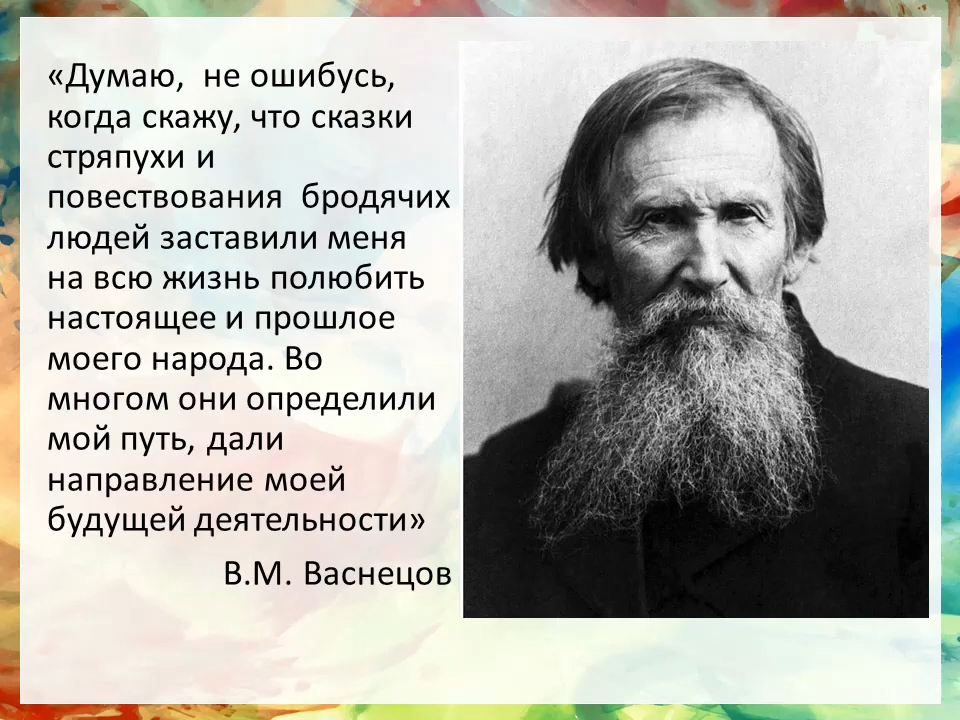 «Думаю,  не ошибусь,
когда скажу, что сказки
стряпухи и
повествования  бродячих
людей заставили меня
на всю жизнь полюбить
настоящее и прошлое
моего народа. Во
многом они определили
мой путь, дали
направление моей
будущей деятельности»
В.М. Васнецов